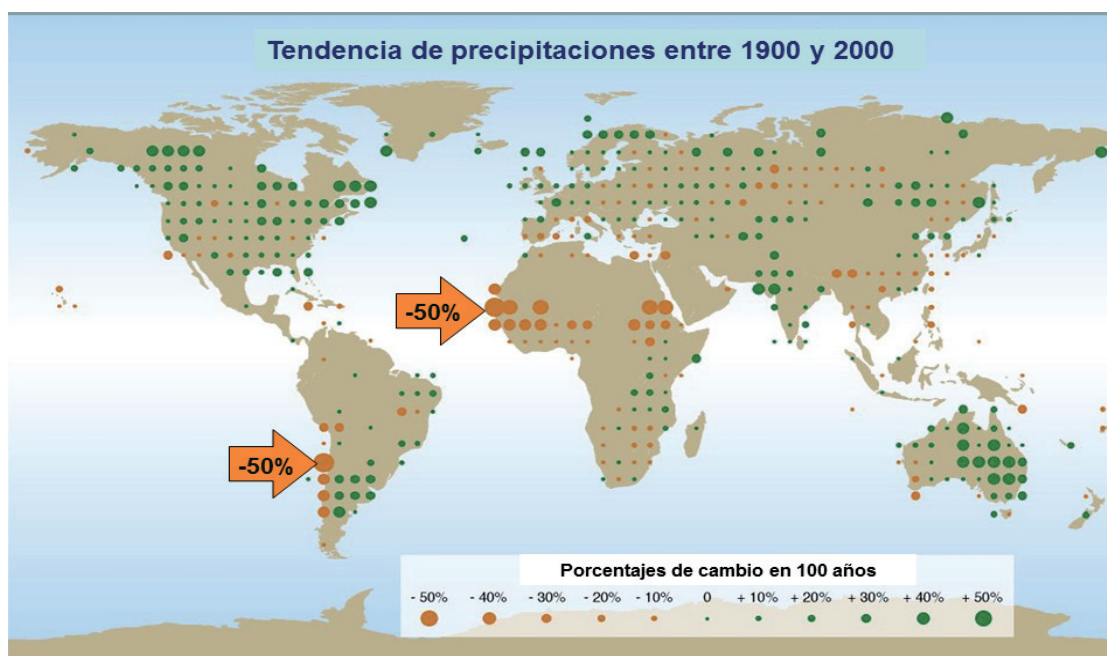 Tendencia de precipitaciones entre 1900 y 2000
-50%
-50%
Porcentajes de cambio en 100 años
- 50% - 40% - 30% - 20% - 10% 0 + 10% + 20% + 30% + 40% + 50%